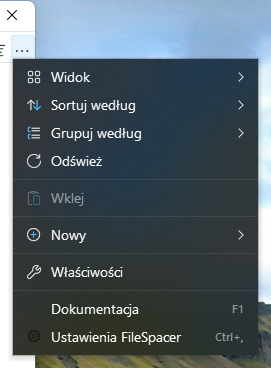 Widok
Sortuj według
Grupuj według
Odśwież
Wklej
Nowy
Właściwości
Dokumentacja F1
Ustawienia FileSpacer Ctrl+,